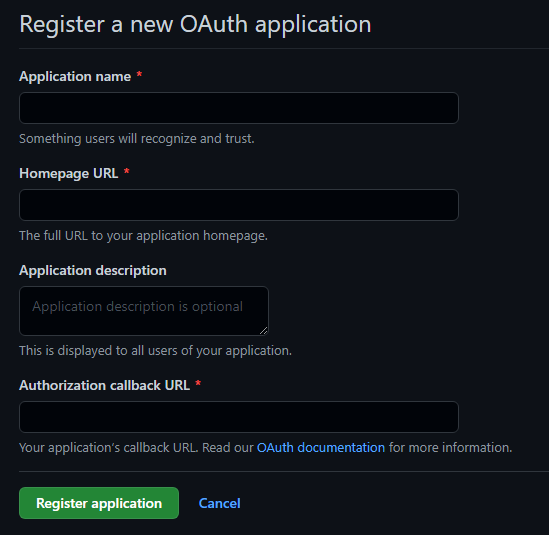 Register a new OAuth application
Application name *
Something users will recognize and trust.
Homepage URL *
The full URL to your application homepage.
Application description
Application description is optional
This is displayed to all users of your application.
Authorization callback URL *
Your application's callback URL. Read our OAuth documentation for more information.
Register application Cancel